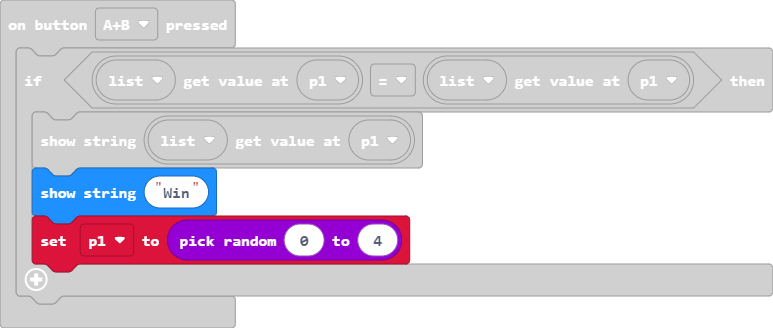 on button A+B pressed
if list get value at p1 = list get value at p1 then
show string list get value at p1
show string "Win"
set p1 to pick random 0 to 4